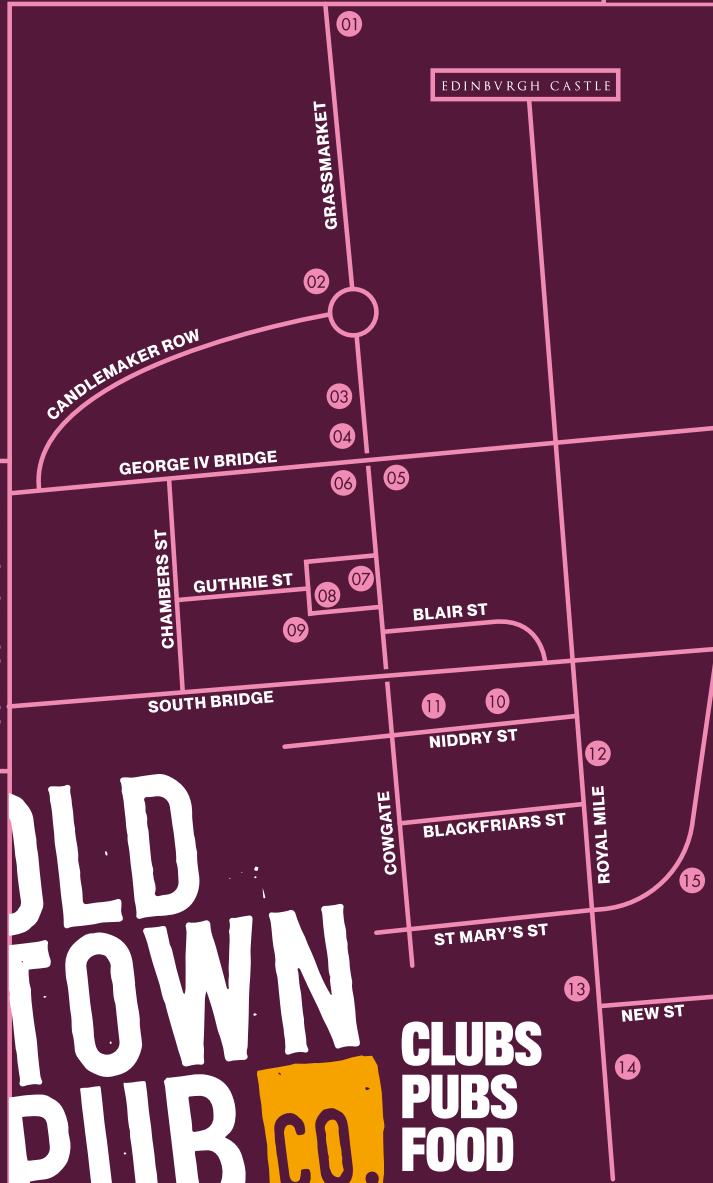 01
EDINBVRGH CASTLE
GRASSMARKET
02
CANDLEMAKER ROW
03
04
GEORGE IV BRIDGE
06
05
CHAMBERS ST
GUTHRIE ST
07
08
09
BLAIR ST
SOUTH BRIDGE
11
10
NIDDRY ST
12
COWGATE
BLACKFRIARS ST
ROYAL MILE
15
ST MARY'S ST
13
NEW ST
14
OLD
TOWN
PUB
CO.
CLUBS
PUBS
FOOD